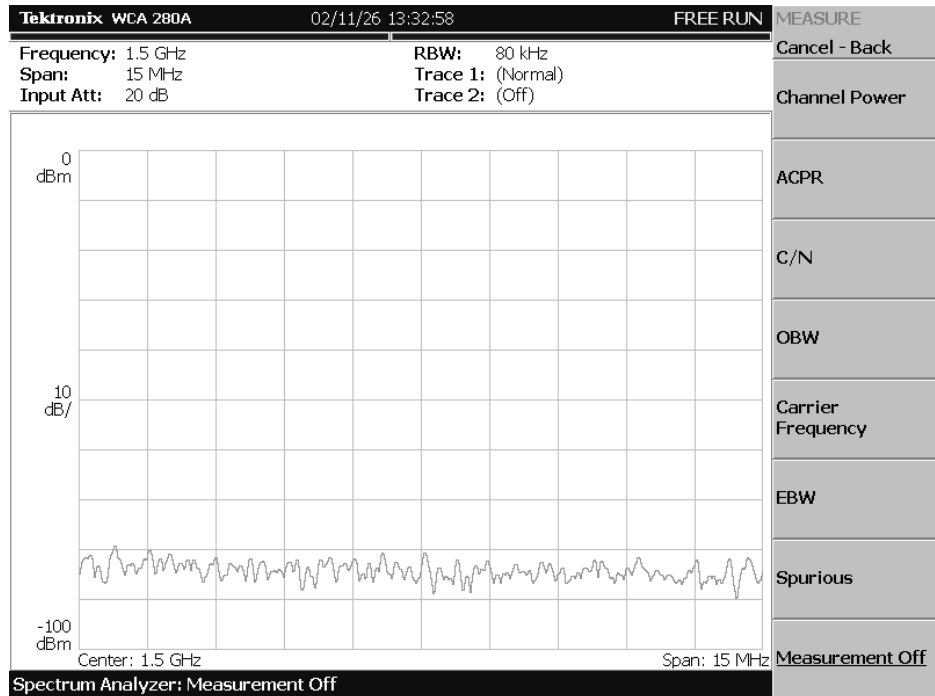 Tektronix WCA 280A 02/11/26 13:32:58 FREE RUN
Frequency: 1.5 GHz RBW: 80 kHz
Span: 15 MHz Trace 1: (Normal)
Input Att: 20 dB Trace 2: (Off)
0
dBm
10
dB/
-100
dBm
Center: 1.5 GHz Span: 15 MHz
Spectrum Analyzer: Measurement Off
MEASURE
Cancel - Back
Channel Power
ACPR
C/N
OBW
Carrier
Frequency
EBW
Spurious
Measurement Off